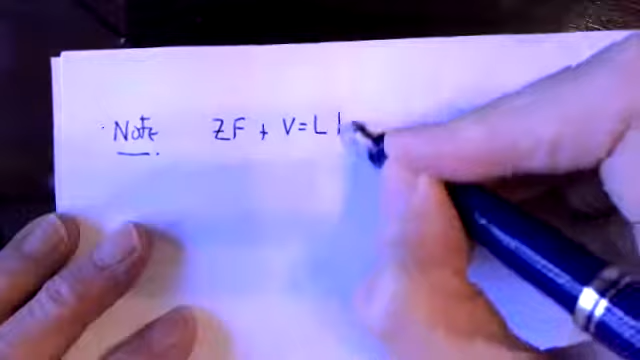 Note ZF + V=L |